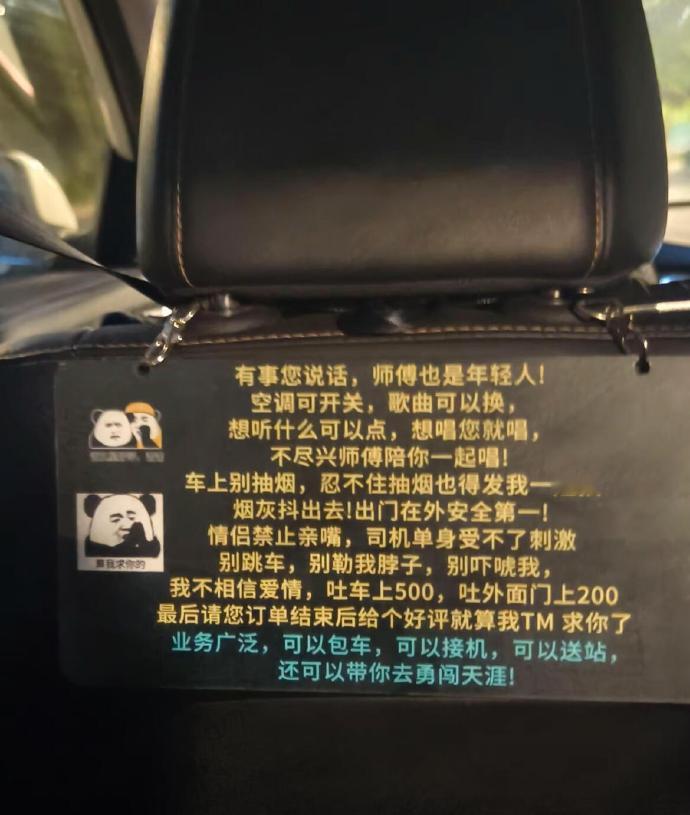 有事您说话，师傅也是年轻人!
空调可开关，歌曲可以换，
想听什么可以点，想唱您就唱，
不尽兴师傅陪你一起唱!
车上别抽烟，忍不住抽烟也得发我一
烟灰抖出去!出门在外安全第一!
情侣禁止亲嘴，司机单身受不了刺激
别跳车，别勒我脖子，别吓唬我，
我不相信爱情，吐车上500，吐外面门上200
最后请您订单结束后给个好评就算我TM 求你了
业务广泛，可以包车，可以接机，可以送站，
还可以带你去勇闯天涯!
算我求你的